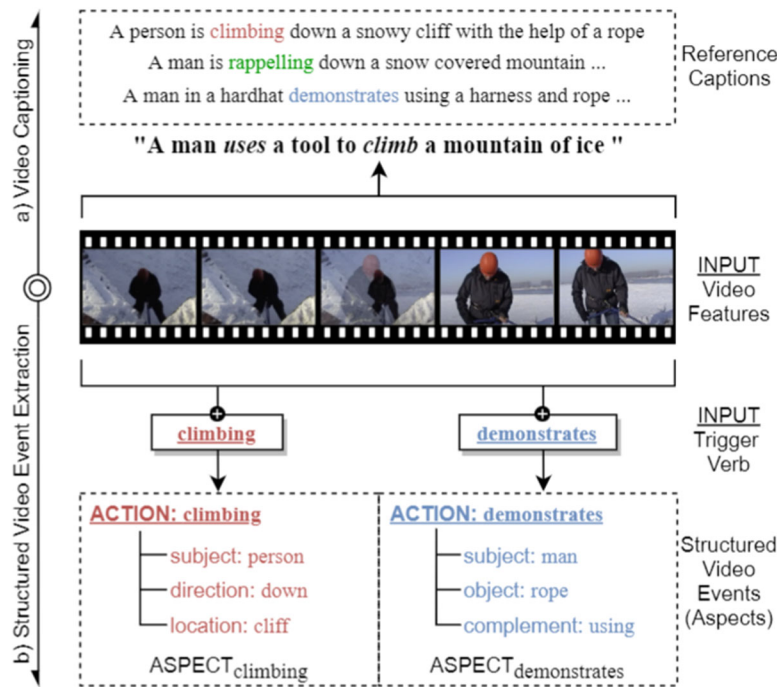 a) Video Captioning
A person is climbing down a snowy cliff with the help of a rope
A man is rappelling down a snow covered mountain ...
A man in a hardhat demonstrates using a harness and rope ...
Reference
Captions
"A man uses a tool to climb a mountain of ice "
INPUT
Video
Features
b) Structured Video Event Extraction
climbing
demonstrates
INPUT
Trigger
Verb
ACTION: climbing
subject: person
direction: down
location: cliff
ASPECTclimbing
ACTION: demonstrates
subject: man
object: rope
complement: using
ASPECTdemonstrates
Structured
Video
Events
(Aspects)